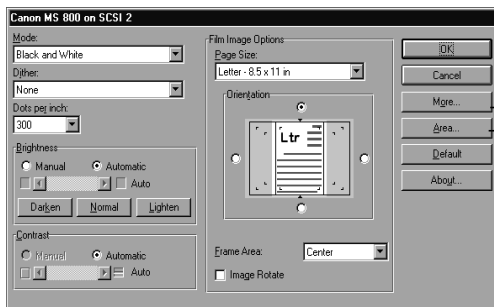 Canon MS 800 on SCSI 2
Mode:
Black and White
Dither:
None
Dots per inch:
300
Brightness
Manual
Automatic
Auto
Darken
Normal
Lighten
Contrast
Manual
Automatic
Auto
Film Image Options
Page Size:
Letter - 8.5 x 11 in
Orientation
Ltr
Frame Area:
Center
Image Rotate
OK
Cancel
More...
Area...
Default
About...